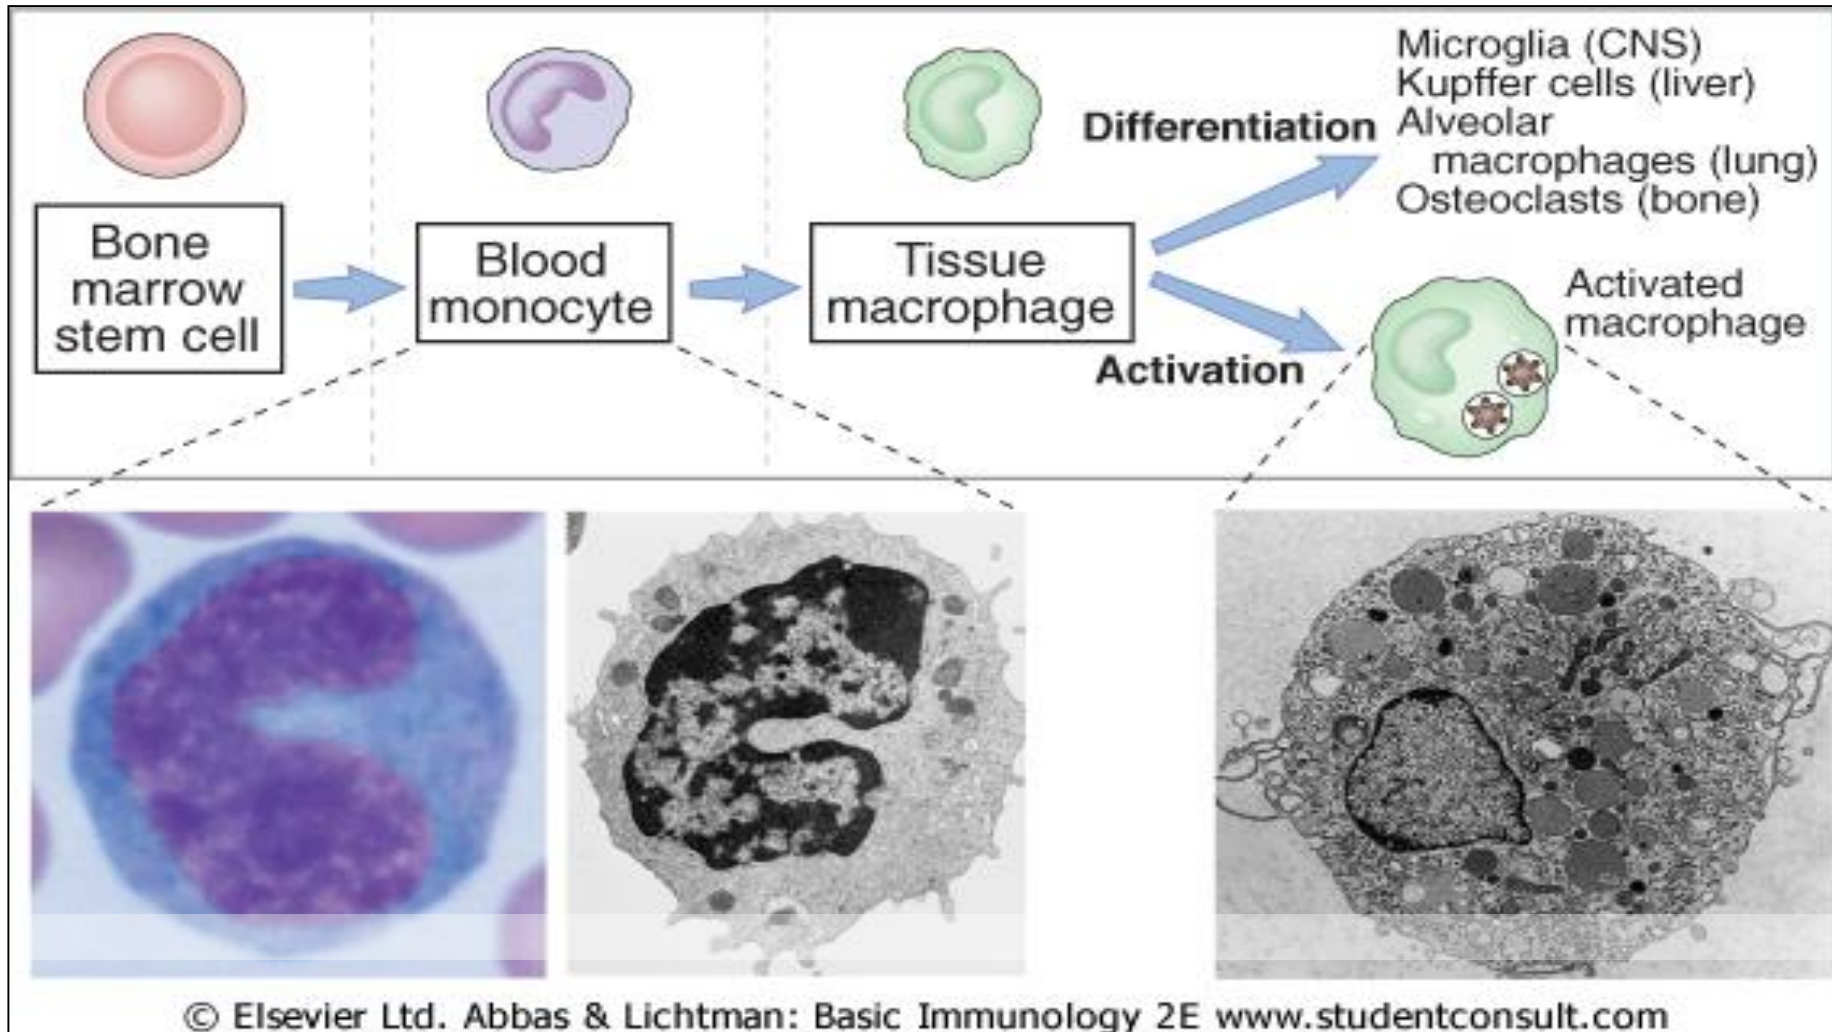 Bone
marrow
stem cell
Blood
monocyte
Tissue
macrophage
Differentiation
Microglia (CNS)
Kupffer cells (liver)
Alveolar
macrophages (lung)
Osteoclasts (bone)
Activation
Activated
macrophage
© Elsevier Ltd. Abbas & Lichtman: Basic Immunology 2E www.studentconsult.com